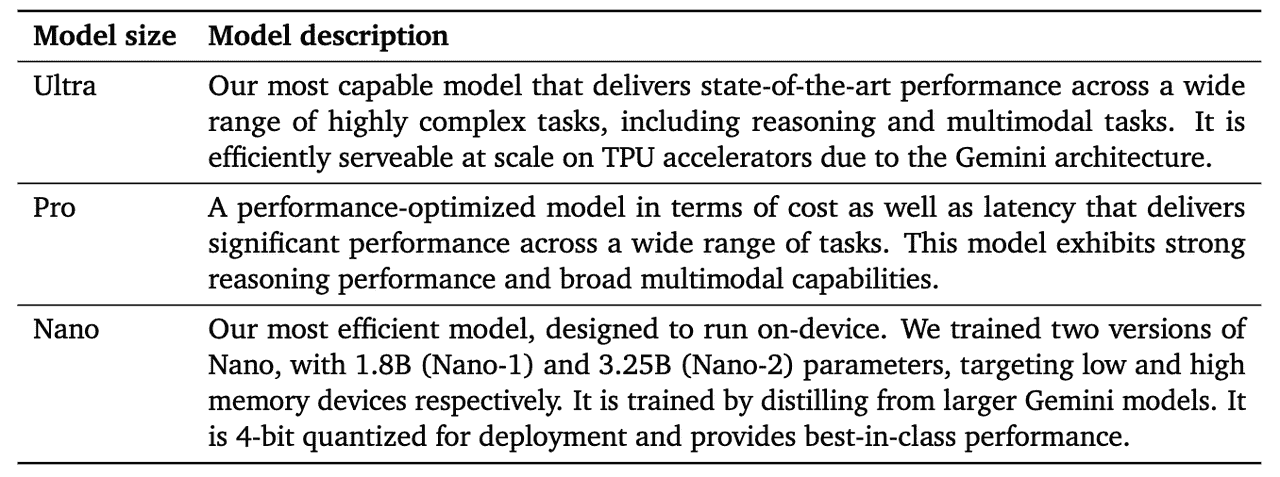 Model size Model description
Ultra Our most capable model that delivers state-of-the-art performance across a wide
range of highly complex tasks, including reasoning and multimodal tasks. It is
efficiently serveable at scale on TPU accelerators due to the Gemini architecture.
Pro A performance-optimized model in terms of cost as well as latency that delivers
significant performance across a wide range of tasks. This model exhibits strong
reasoning performance and broad multimodal capabilities.
Nano Our most efficient model, designed to run on-device. We trained two versions of
Nano, with 1.8B (Nano-1) and 3.25B (Nano-2) parameters, targeting low and high
memory devices respectively. It is trained by distilling from larger Gemini models. It
is 4-bit quantized for deployment and provides best-in-class performance.